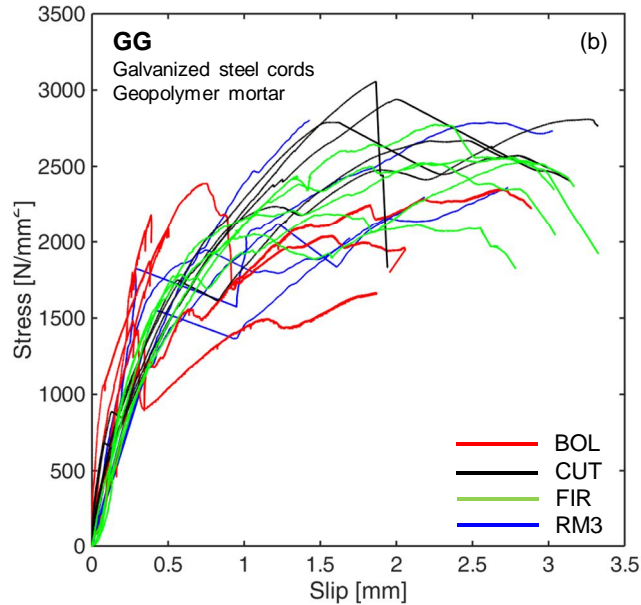 GG
(b)
Galvanized steel cords
Geopolymer mortar
3500
3000
2500
2000
1500
1000
500
0
Stress [N/mm²]
BOL
CUT
FIR
RM3
0 0.5 1 1.5 2 2.5 3 3.5
Slip [mm]